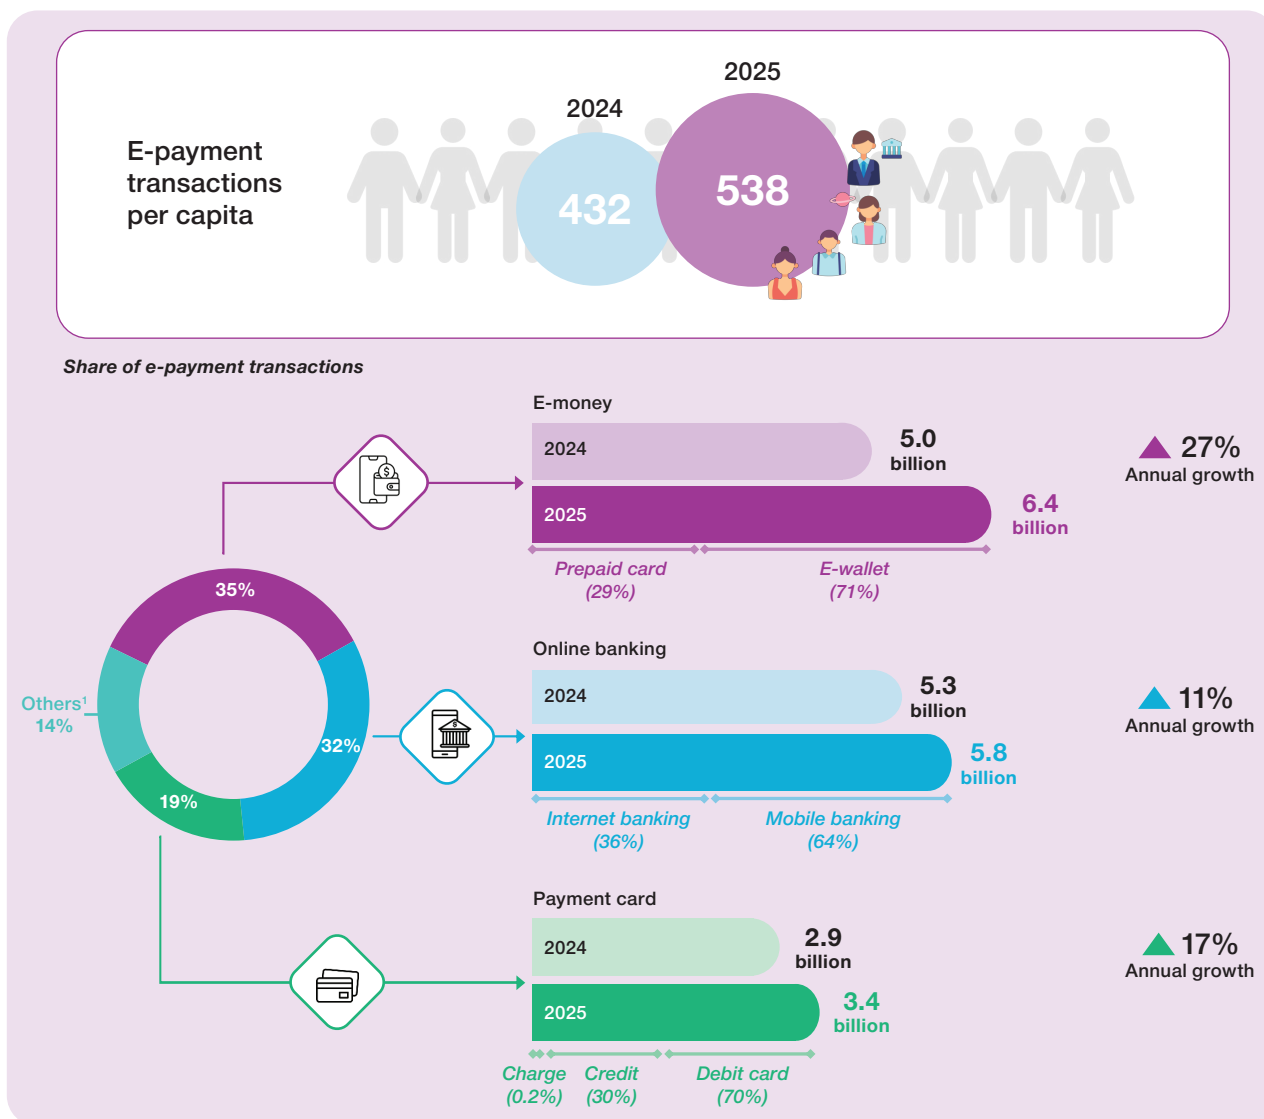 2025
2024
E-payment
transactions
per capita
432
538
Share of e-payment transactions
E-money
2024
5.0
billion
27%
Annual growth
2025
6.4
billion
Prepaid card
(29%)
E-wallet
(71%)
35%
Others¹
14%
32%
19%
Online banking
2024
5.3
billion
11%
Annual growth
2025
5.8
billion
Internet banking
(36%)
Mobile banking
(64%)
Payment card
2024
2.9
billion
17%
Annual growth
2025
3.4
billion
Charge
(0.2%)
Credit
(30%)
Debit card
(70%)